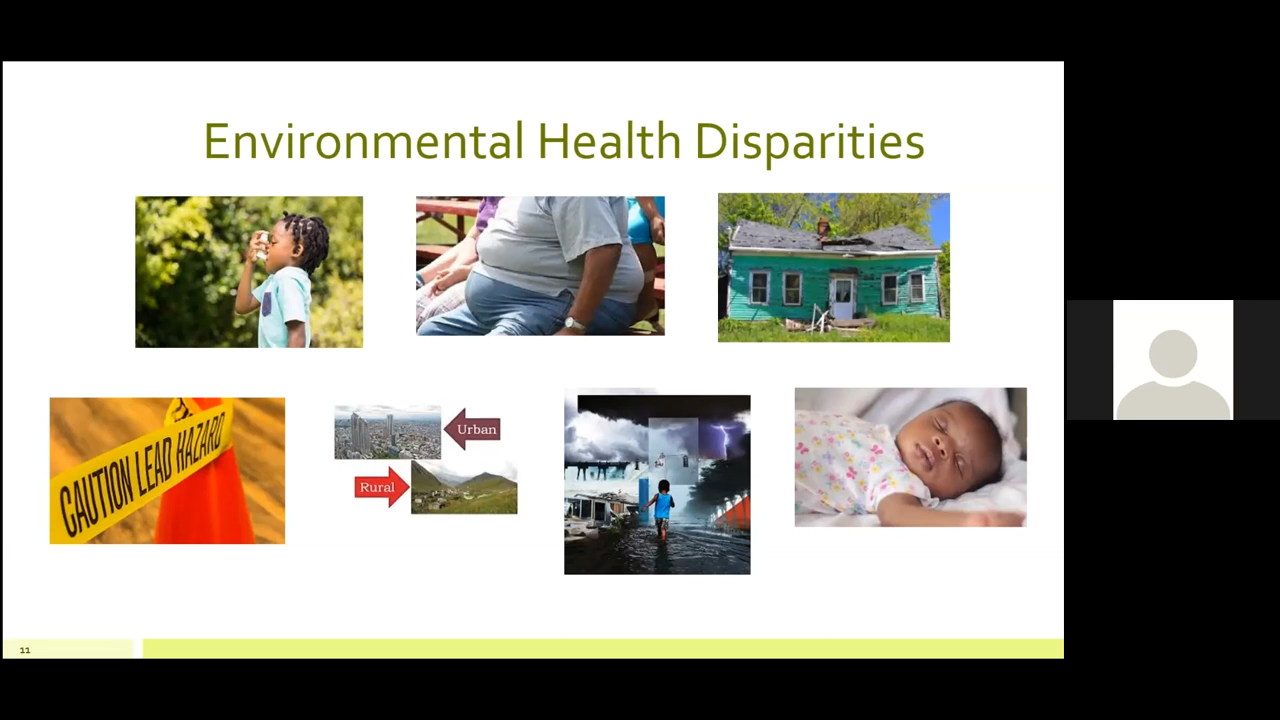 Environmental Health Disparities
CAUTION LEAD HAZARD
Urban
Rural
11